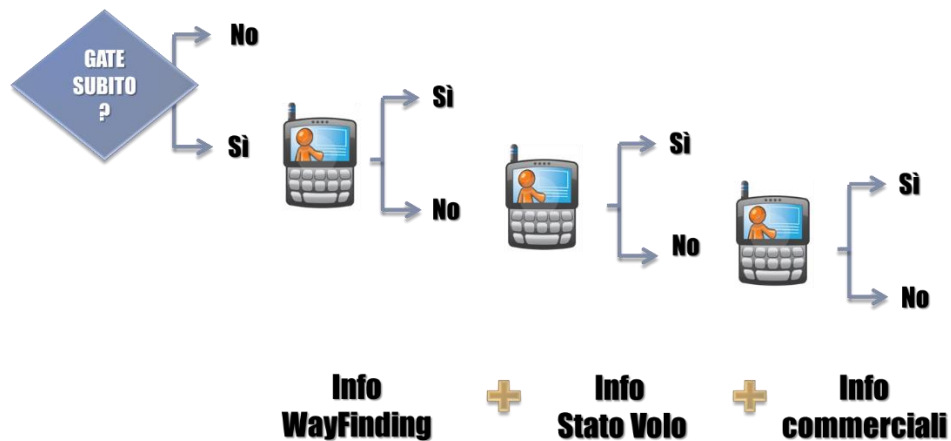 GATE
SUBITO
?
No
Sì
Sì
No
Sì
No
Sì
No
Info
WayFinding
Info
Stato Volo
Info
commerciali